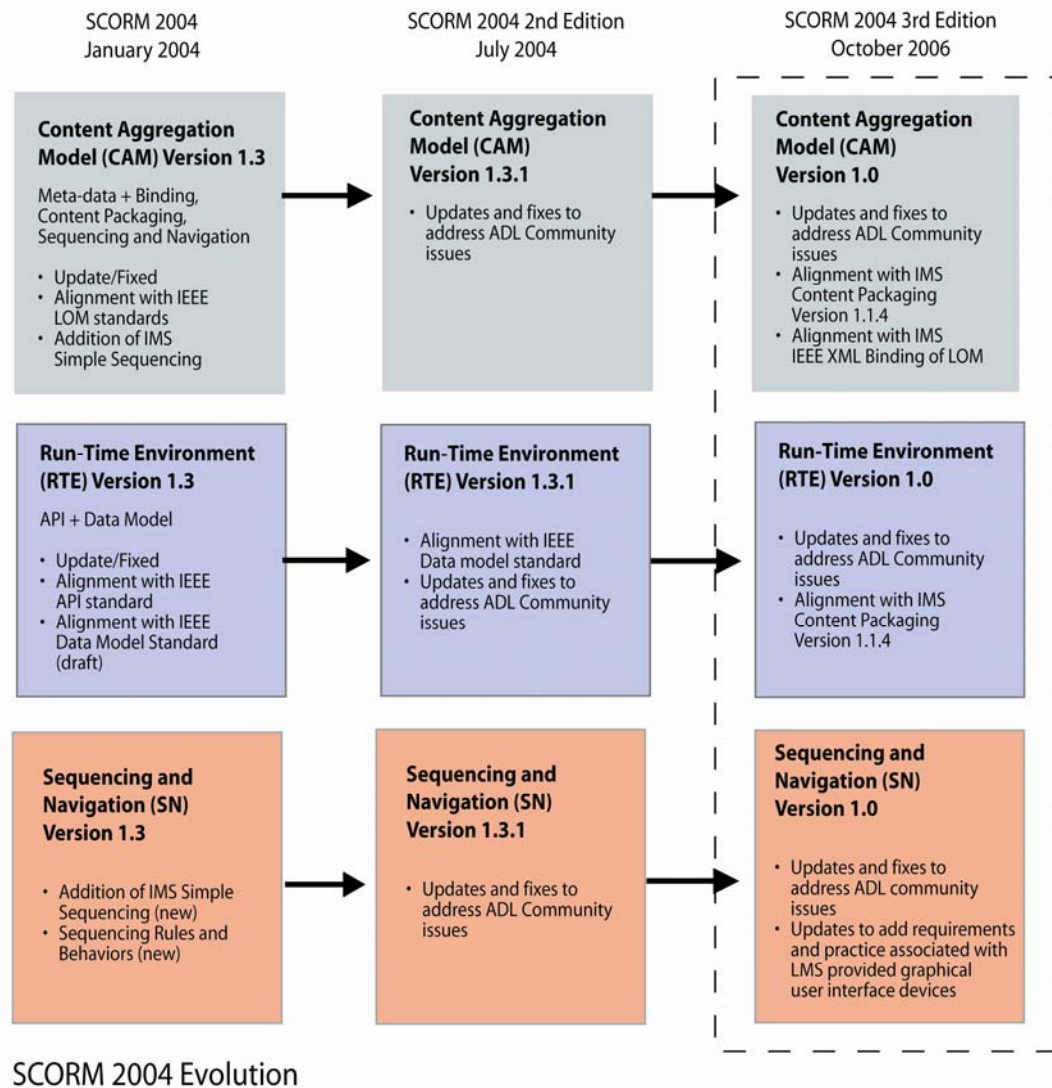 SCORM 2004
January 2004
SCORM 2004 2nd Edition
July 2004
SCORM 2004 3rd Edition
October 2006
Content Aggregation
Model (CAM) Version 1.3
Meta-data + Binding,
Content Packaging,
Sequencing and Navigation
• Update/Fixed
• Alignment with IEEE
LOM standards
• Addition of IMS
Simple Sequencing
Content Aggregation
Model (CAM)
Version 1.3.1
• Updates and fixes to
address ADL Community
issues
Content Aggregation
Model (CAM)
Version 1.0
• Updates and fixes to
address ADL Community
issues
• Alignment with IMS
Content Packaging
Version 1.1.4
• Alignment with IMS
IEEE XML Binding of LOM
Run-Time Environment
(RTE) Version 1.3
API + Data Model
• Update/Fixed
• Alignment with IEEE
API standard
• Alignment with IEEE
Data Model Standard
(draft)
Run-Time Environment
(RTE) Version 1.3.1
• Alignment with IEEE
Data model standard
• Updates and fixes to
address ADL Community
issues
Run-Time Environment
(RTE) Version 1.0
• Updates and fixes to
address ADL Community
issues
• Alignment with IMS
Content Packaging
Version 1.1.4
Sequencing and
Navigation (SN)
Version 1.3
• Addition of IMS Simple
Sequencing (new)
• Sequencing Rules and
Behaviors (new)
Sequencing and
Navigation (SN)
Version 1.3.1
• Updates and fixes to
address ADL Community
issues
Sequencing and
Navigation (SN)
Version 1.0
• Updates and fixes to
address ADL community
issues
• Updates to add requirements
and practice associated with
LMS provided graphical
user interface devices
SCORM 2004 Evolution